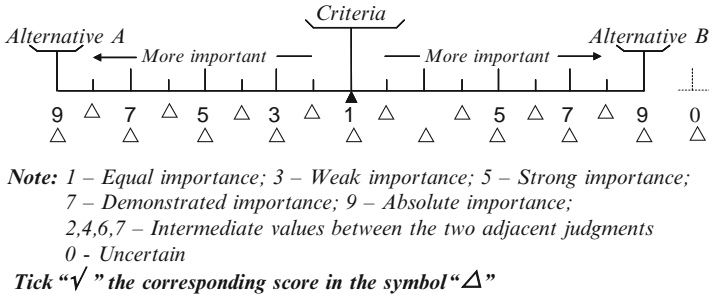 Criteria
Alternative A
Alternative B
More important
More important
9 7 5 3 1 5 7 9 0
Note: 1 – Equal importance; 3 – Weak importance; 5 – Strong importance;
7 – Demonstrated importance; 9 – Absolute importance;
2,4,6,7 – Intermediate values between the two adjacent judgments
0 - Uncertain
Tick “√ ” the corresponding score in the symbol“△”